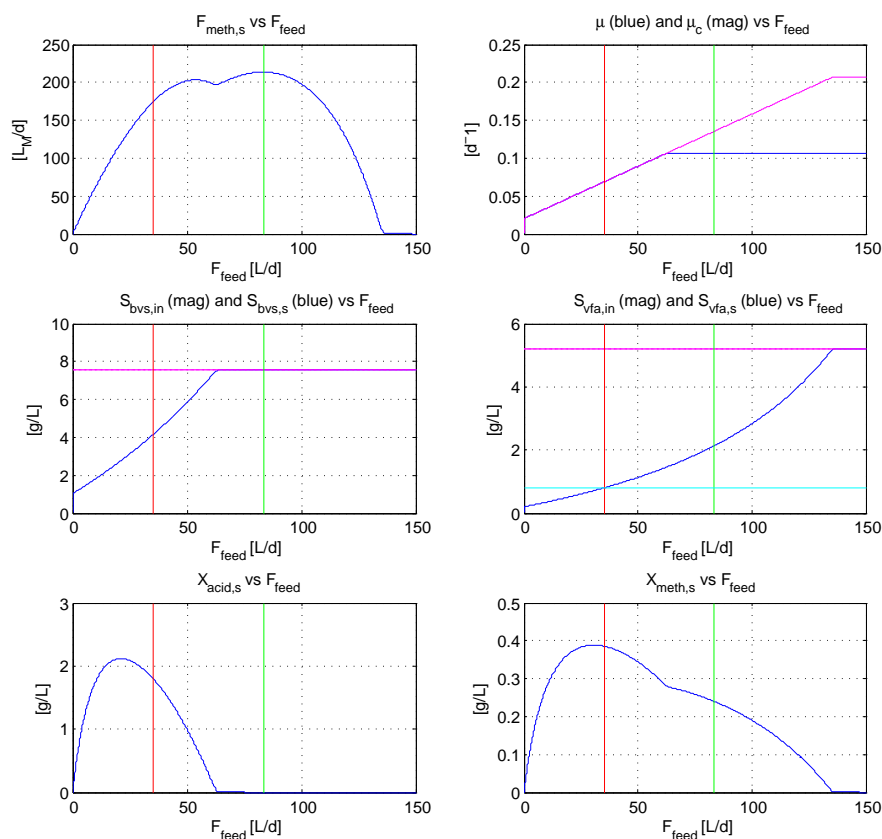 F_meth,s vs F_feed
[L_M/d]
250
200
150
100
50
0
0 50 100 150
F_feed [L/d]
μ (blue) and μ_c (mag) vs F_feed
[d^-1]
0.25
0.2
0.15
0.1
0.05
0
0 50 100 150
F_feed [L/d]
S_bvs,in (mag) and S_bvs,s (blue) vs F_feed
[g/L]
10
8
6
4
2
0
0 50 100 150
F_feed [L/d]
S_vfa,in (mag) and S_vfa,s (blue) vs F_feed
[g/L]
6
4
2
0
0 50 100 150
F_feed [L/d]
X_acid,s vs F_feed
[g/L]
3
2
1
0
0 50 100 150
F_feed [L/d]
X_meth,s vs F_feed
[g/L]
0.5
0.4
0.3
0.2
0.1
0
0 50 100 150
F_feed [L/d]